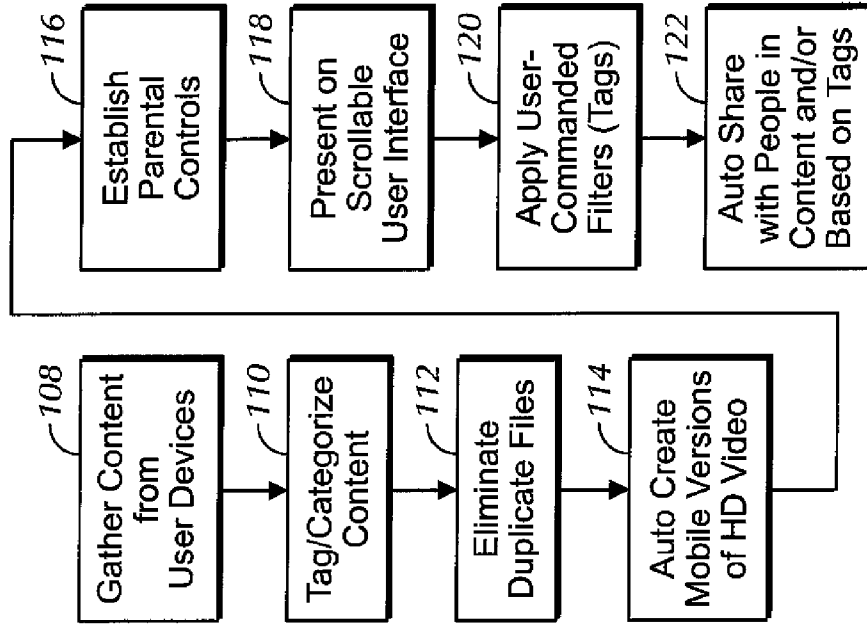 108
Gather Content
from
User Devices
110
Tag/Categorize
Content
112
Eliminate
Duplicate Files
114
Auto Create
Mobile Versions
of HD Video
116
Establish
Parental
Controls
118
Present on
Scrollable
User Interface
120
Apply User-
Commanded
Filters (Tags)
122
Auto Share
with People in
Content and/or
Based on Tags